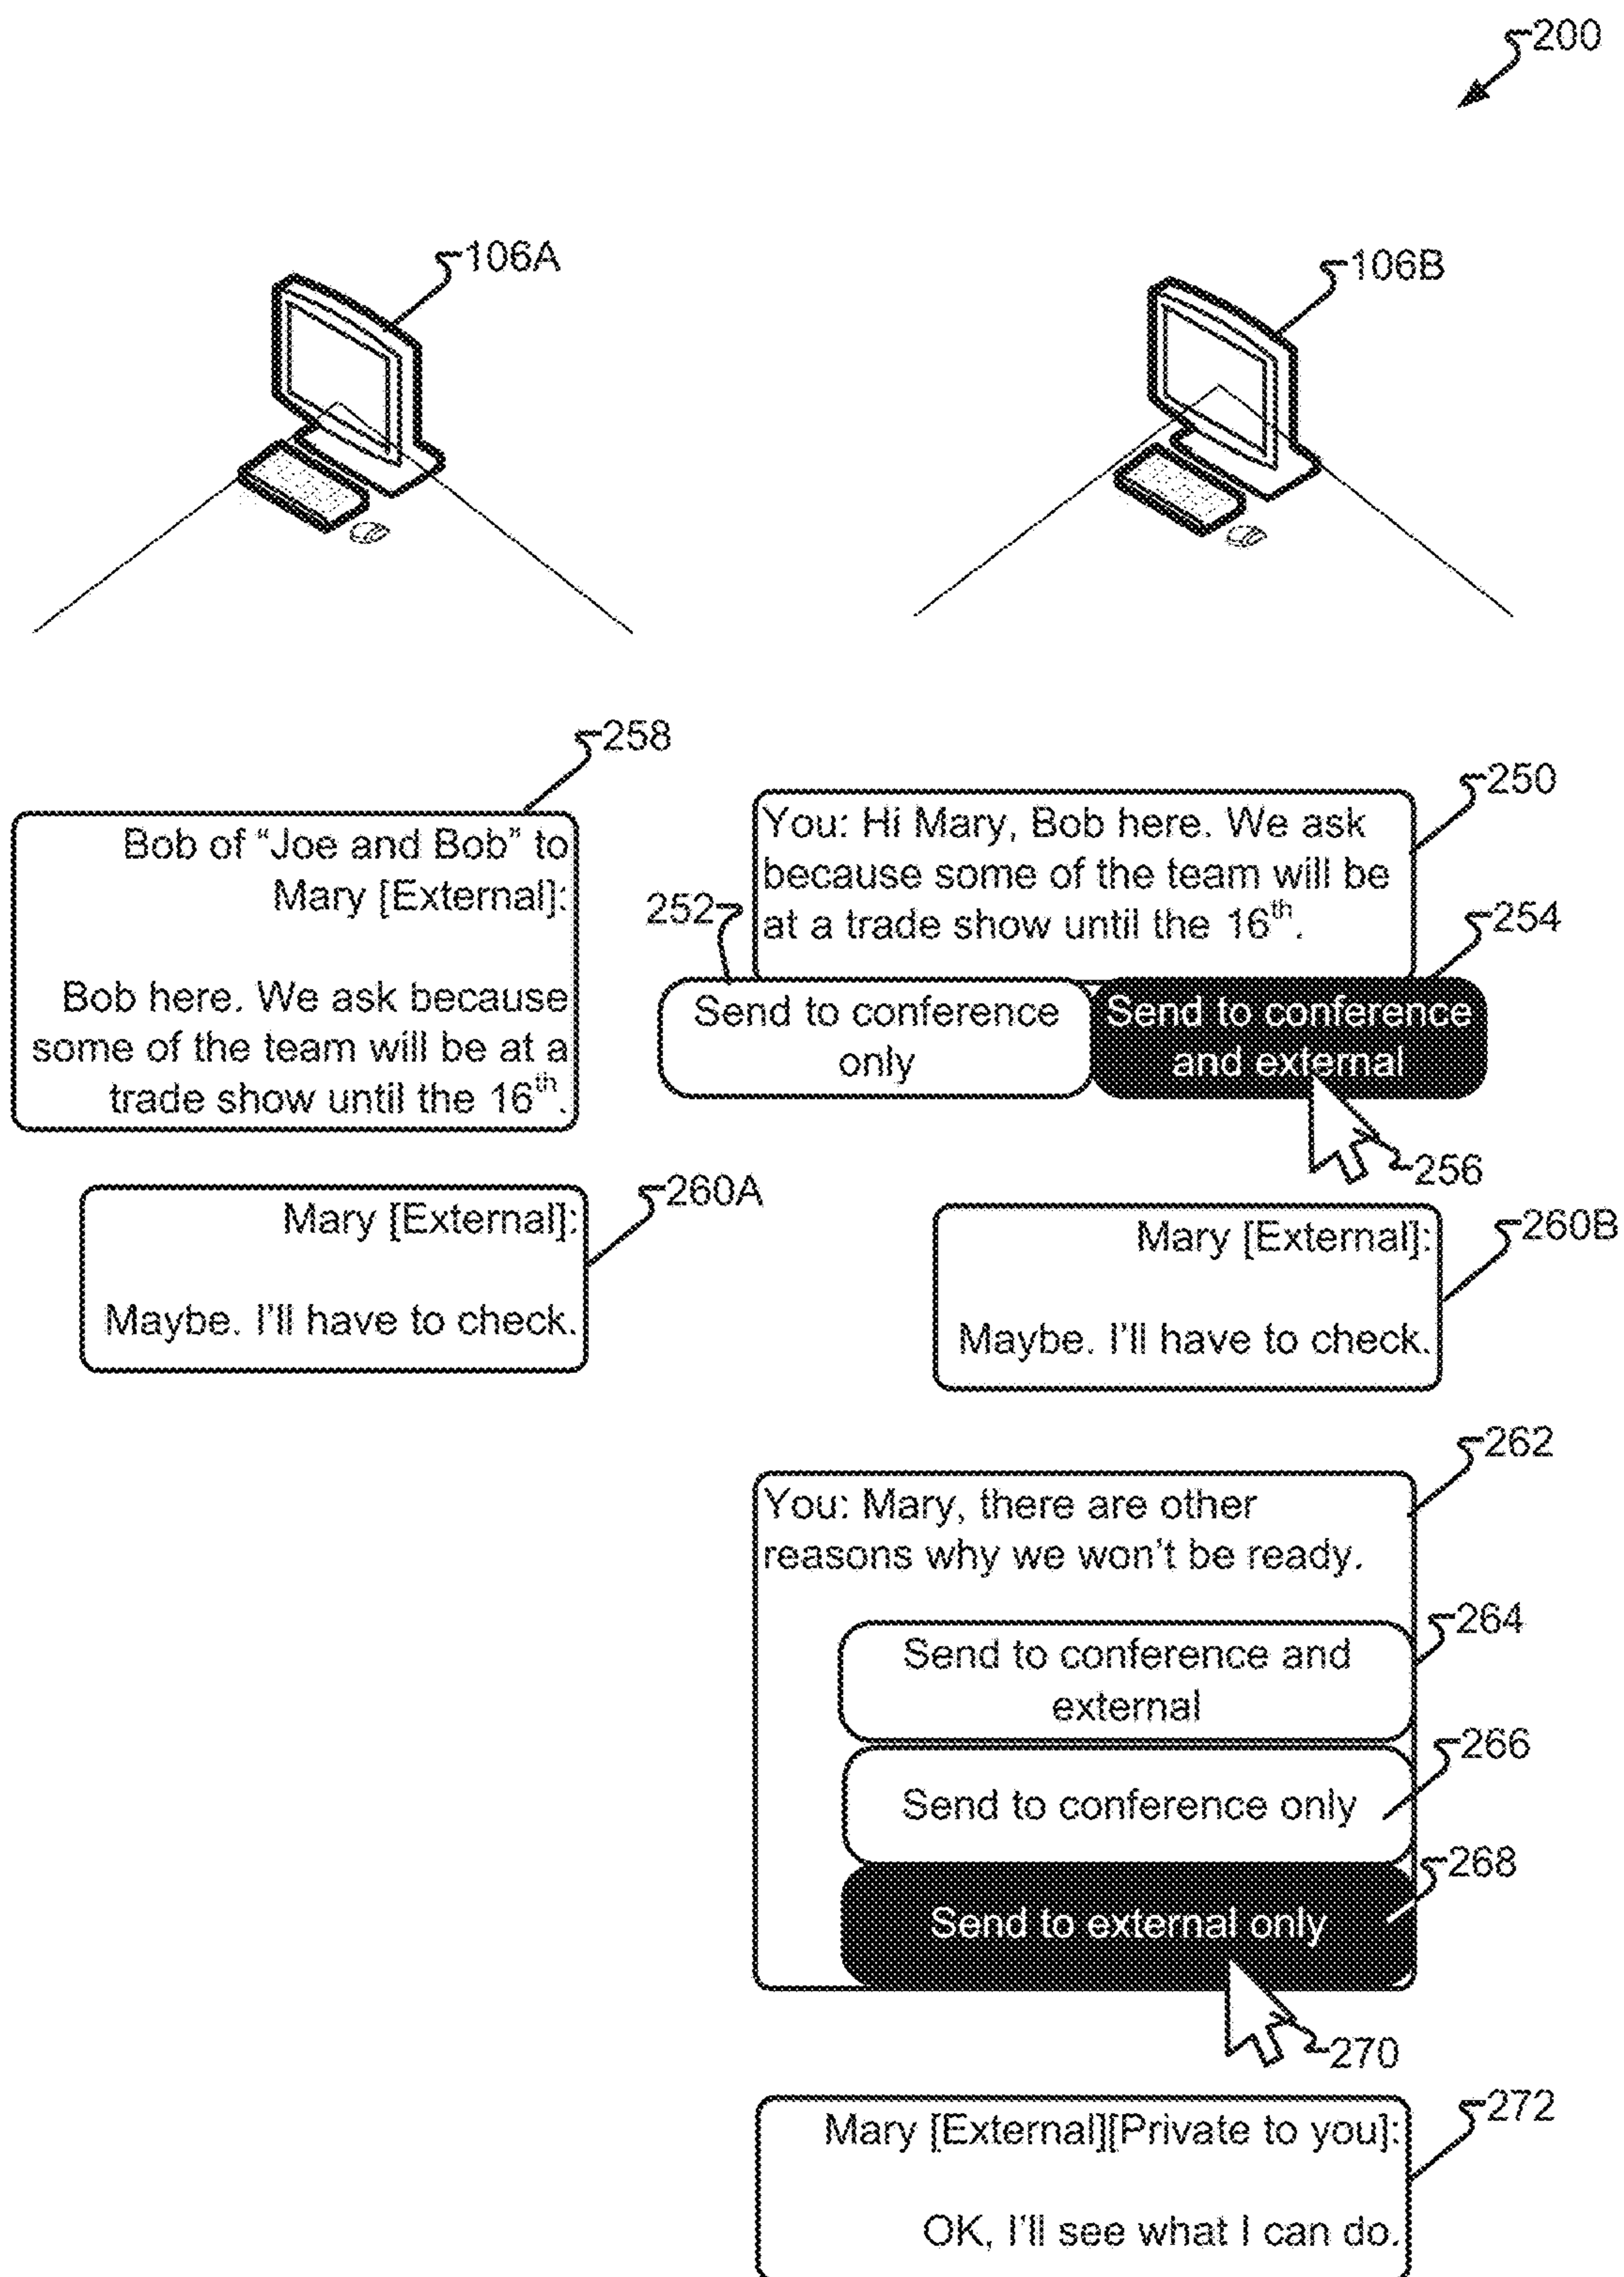 200
106A
106B
258
Bob of “Joe and Bob” to
Mary [External]:
Bob here. We ask because
some of the team will be at a
trade show until the 16th.
250
You: Hi Mary, Bob here. We ask
because some of the team will be
at a trade show until the 16th.
252
Send to conference
only
254
Send to conference
and external
256
260A
Mary [External]:
Maybe. I’ll have to check.
260B
Mary [External]:
Maybe. I’ll have to check.
262
You: Mary, there are other
reasons why we won’t be ready.
264
Send to conference and
external
266
Send to conference only
268
Send to external only
270
272
Mary [External][Private to you]:
OK, I’ll see what I can do.